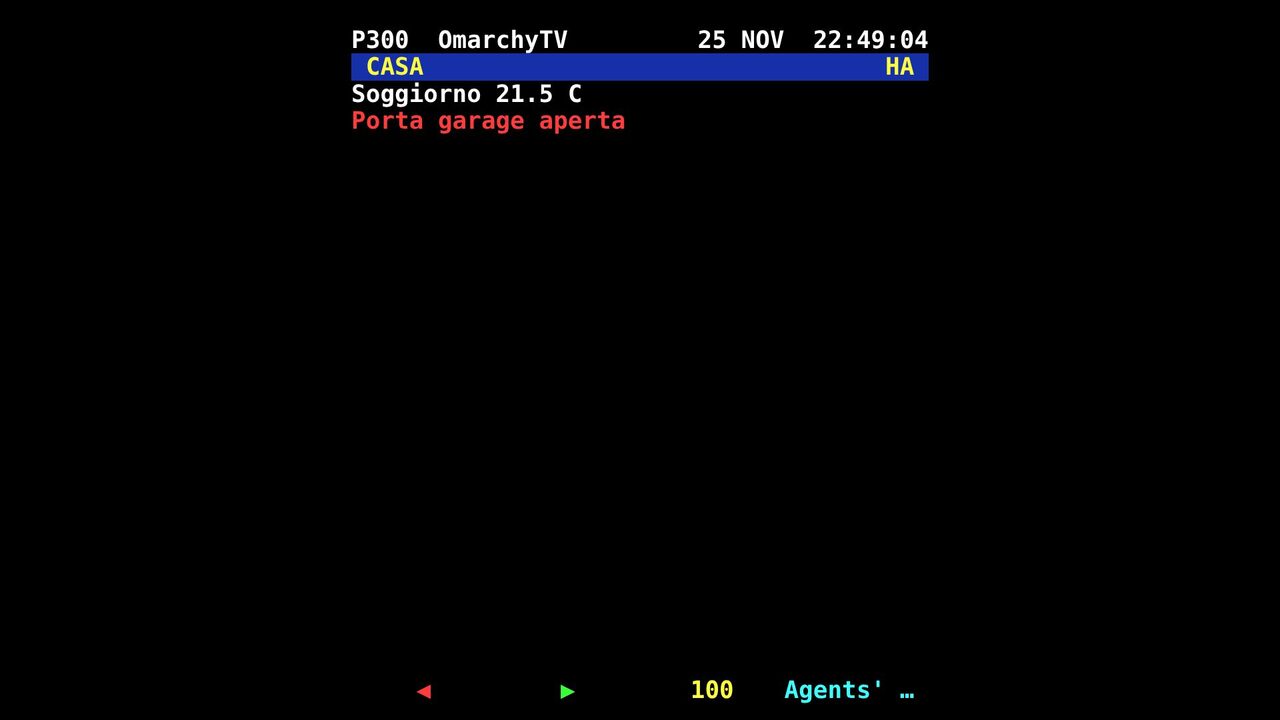 P300  OmarchyTV         25 NOV  22:49:04
CASA                                HA
Soggiorno 21.5 C
Porta garage aperta
◀ ▶ 100 Agents' …